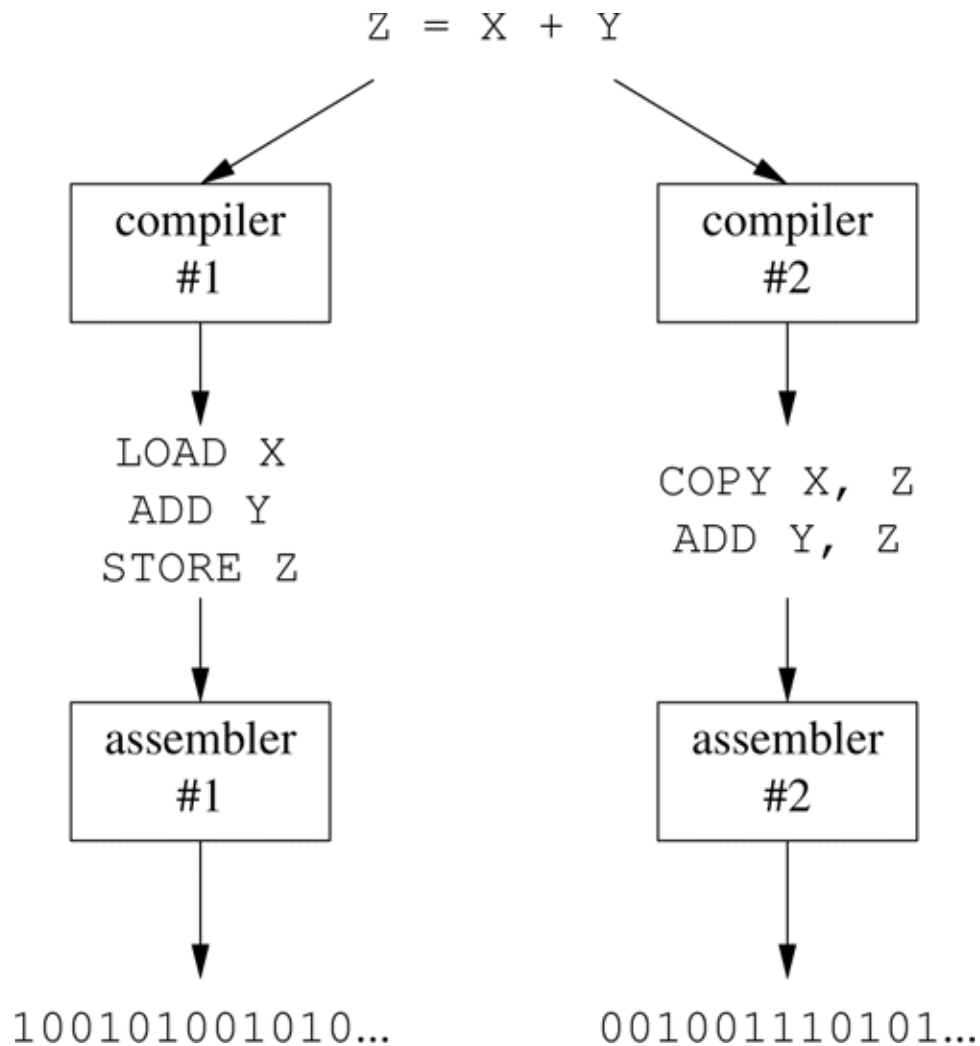 Z = X + Y
compiler
#1
compiler
#2
LOAD X
ADD Y
STORE Z
COPY X, Z
ADD Y, Z
assembler
#1
assembler
#2
100101001010...
001001110101...